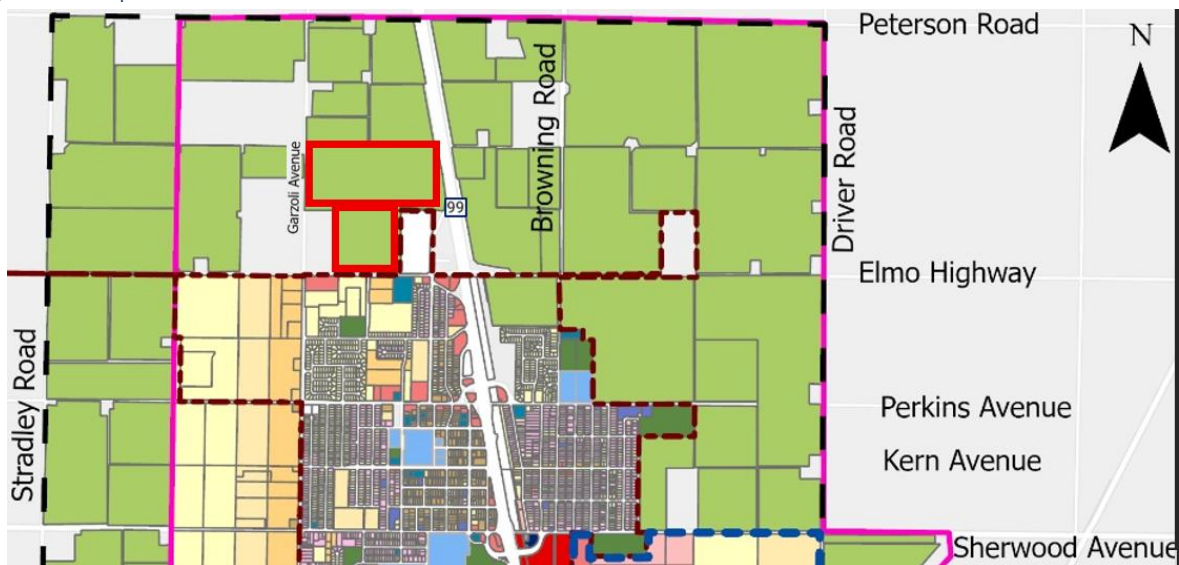 Peterson Road
N
Browning Road
Driver Road
Garzoli Avenue
99
Elmo Highway
Stradley Road
Perkins Avenue
Kern Avenue
Sherwood Avenue